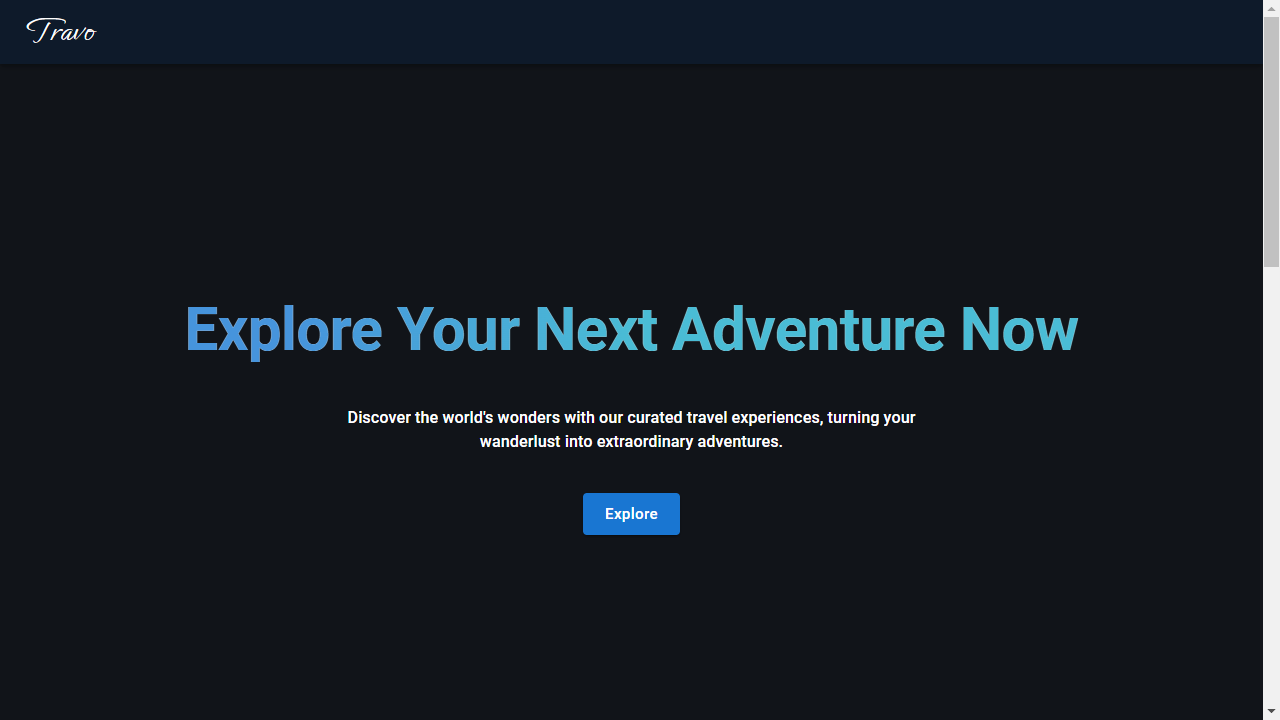 Travo
Explore Your Next Adventure Now
Discover the world's wonders with our curated travel experiences, turning your
wanderlust into extraordinary adventures.
Explore